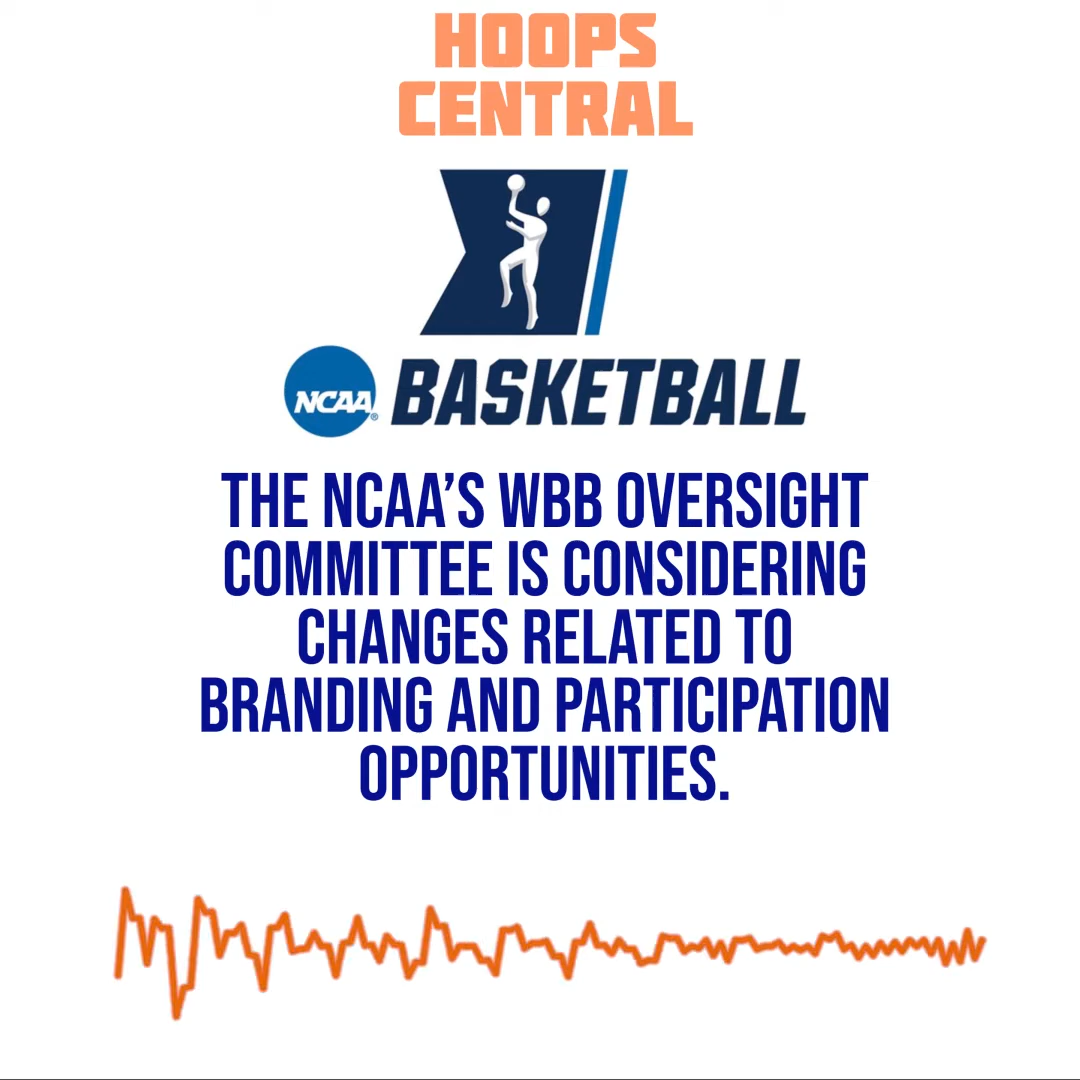 HOOPS
CENTRAL
NCAA®
BASKETBALL
THE NCAA’S WBB OVERSIGHT
COMMITTEE IS CONSIDERING
CHANGES RELATED TO
BRANDING AND PARTICIPATION
OPPORTUNITIES.